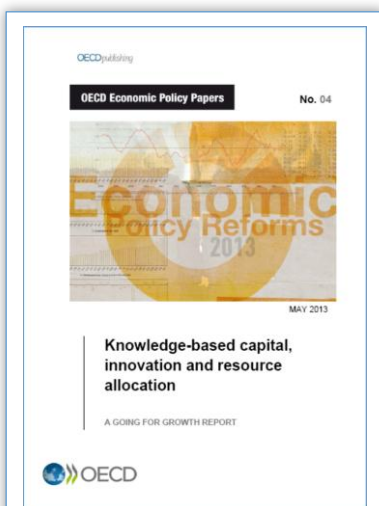 OECDpublishing
OECD Economic Policy Papers
No. 04
Economic
Policy Reforms
2013
MAY 2013
Knowledge-based capital,
innovation and resource
allocation
A GOING FOR GROWTH REPORT
OECD